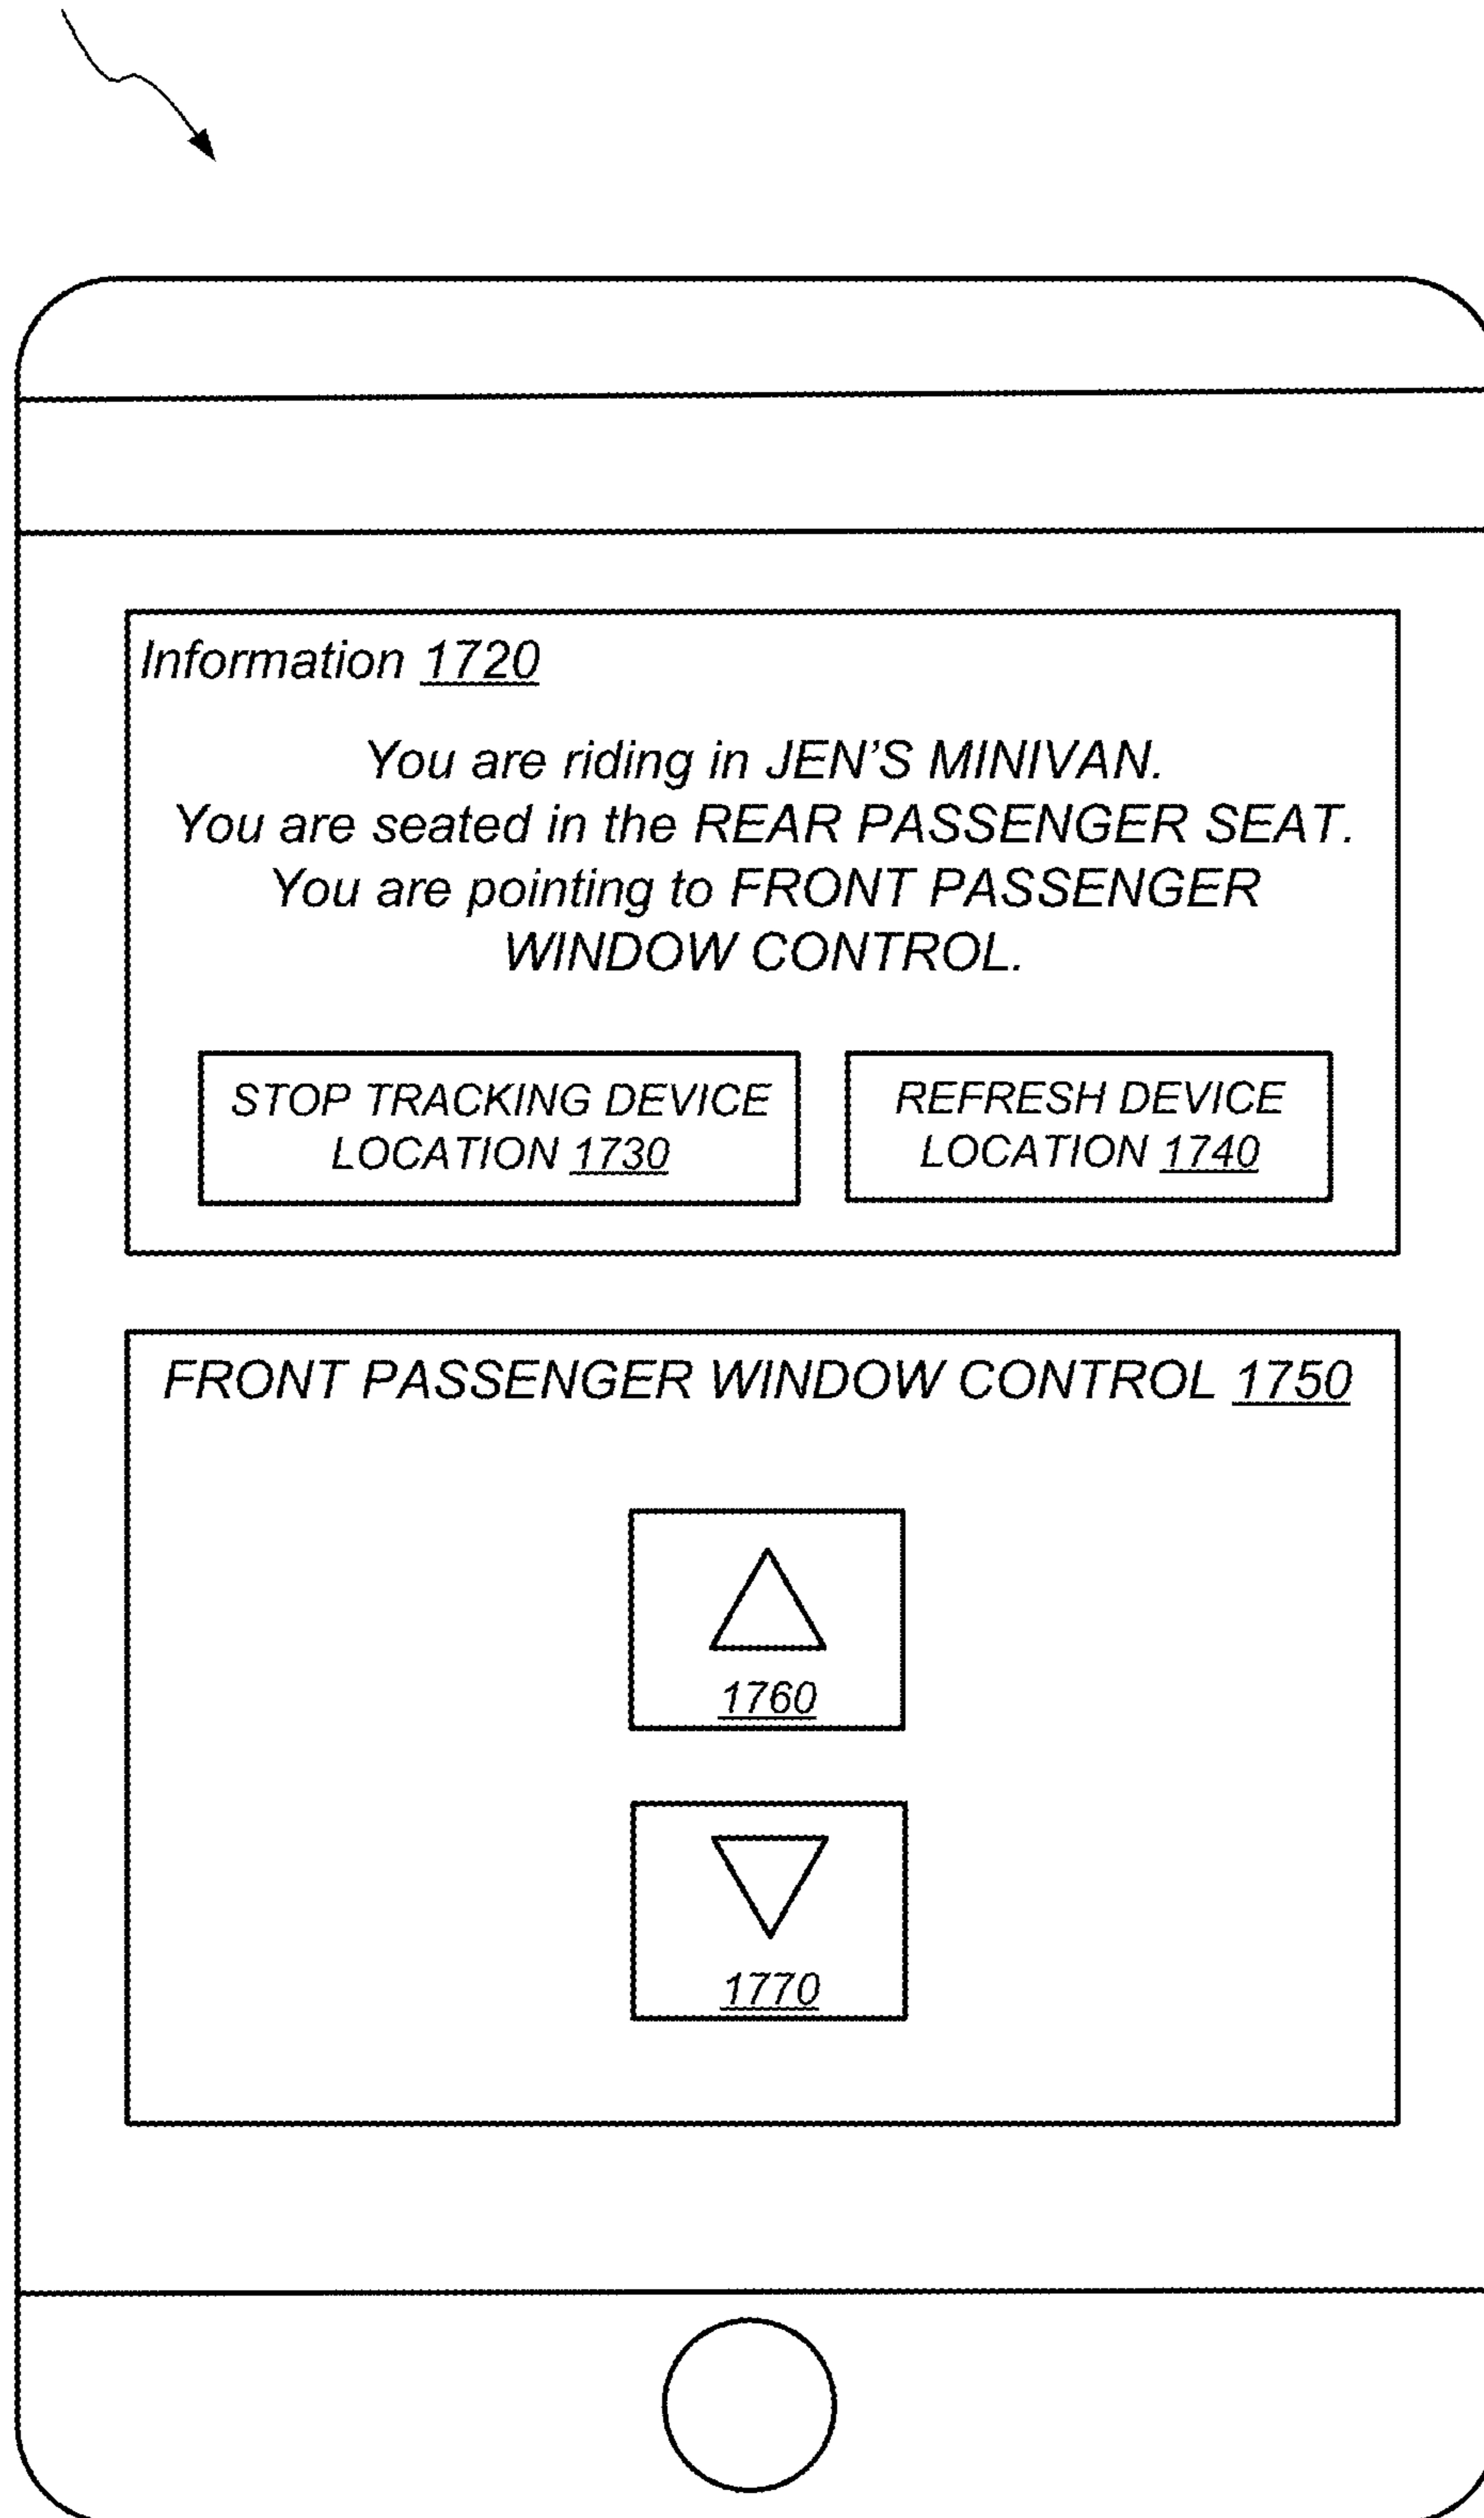 Information 1720
You are riding in JEN'S MINIVAN.
You are seated in the REAR PASSENGER SEAT.
You are pointing to FRONT PASSENGER
WINDOW CONTROL.
STOP TRACKING DEVICE
LOCATION 1730
REFRESH DEVICE
LOCATION 1740
FRONT PASSENGER WINDOW CONTROL 1750
1760
1770